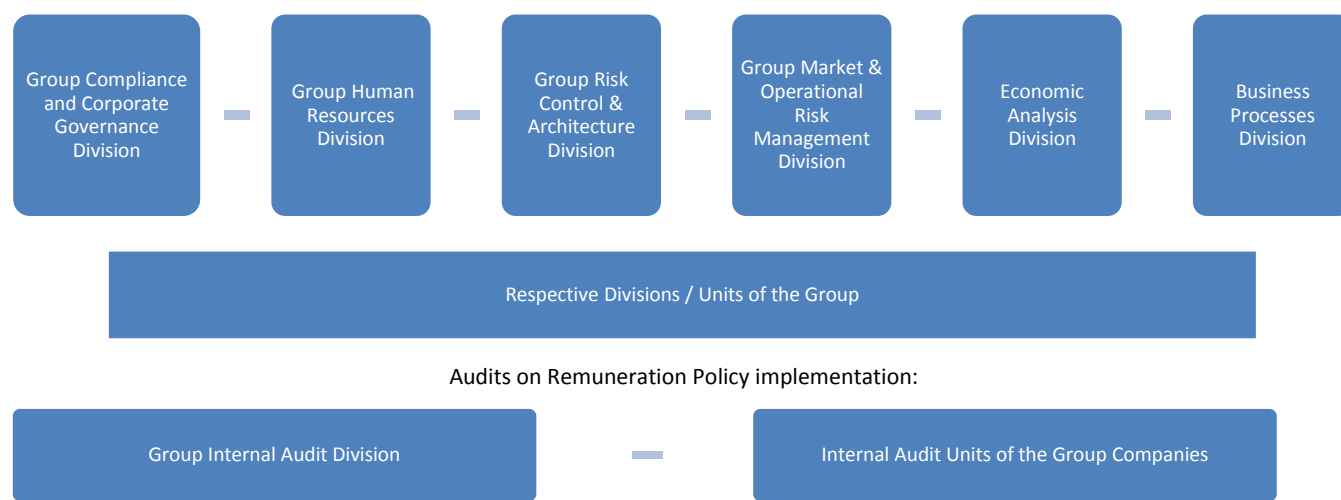 Group Compliance
and Corporate
Governance
Division
Group Human
Resources
Division
Group Risk
Control &
Architecture
Division
Group Market &
Operational
Risk
Management
Division
Economic
Analysis
Division
Business
Processes
Division
Respective Divisions / Units of the Group
Audits on Remuneration Policy implementation:
Group Internal Audit Division
Internal Audit Units of the Group Companies